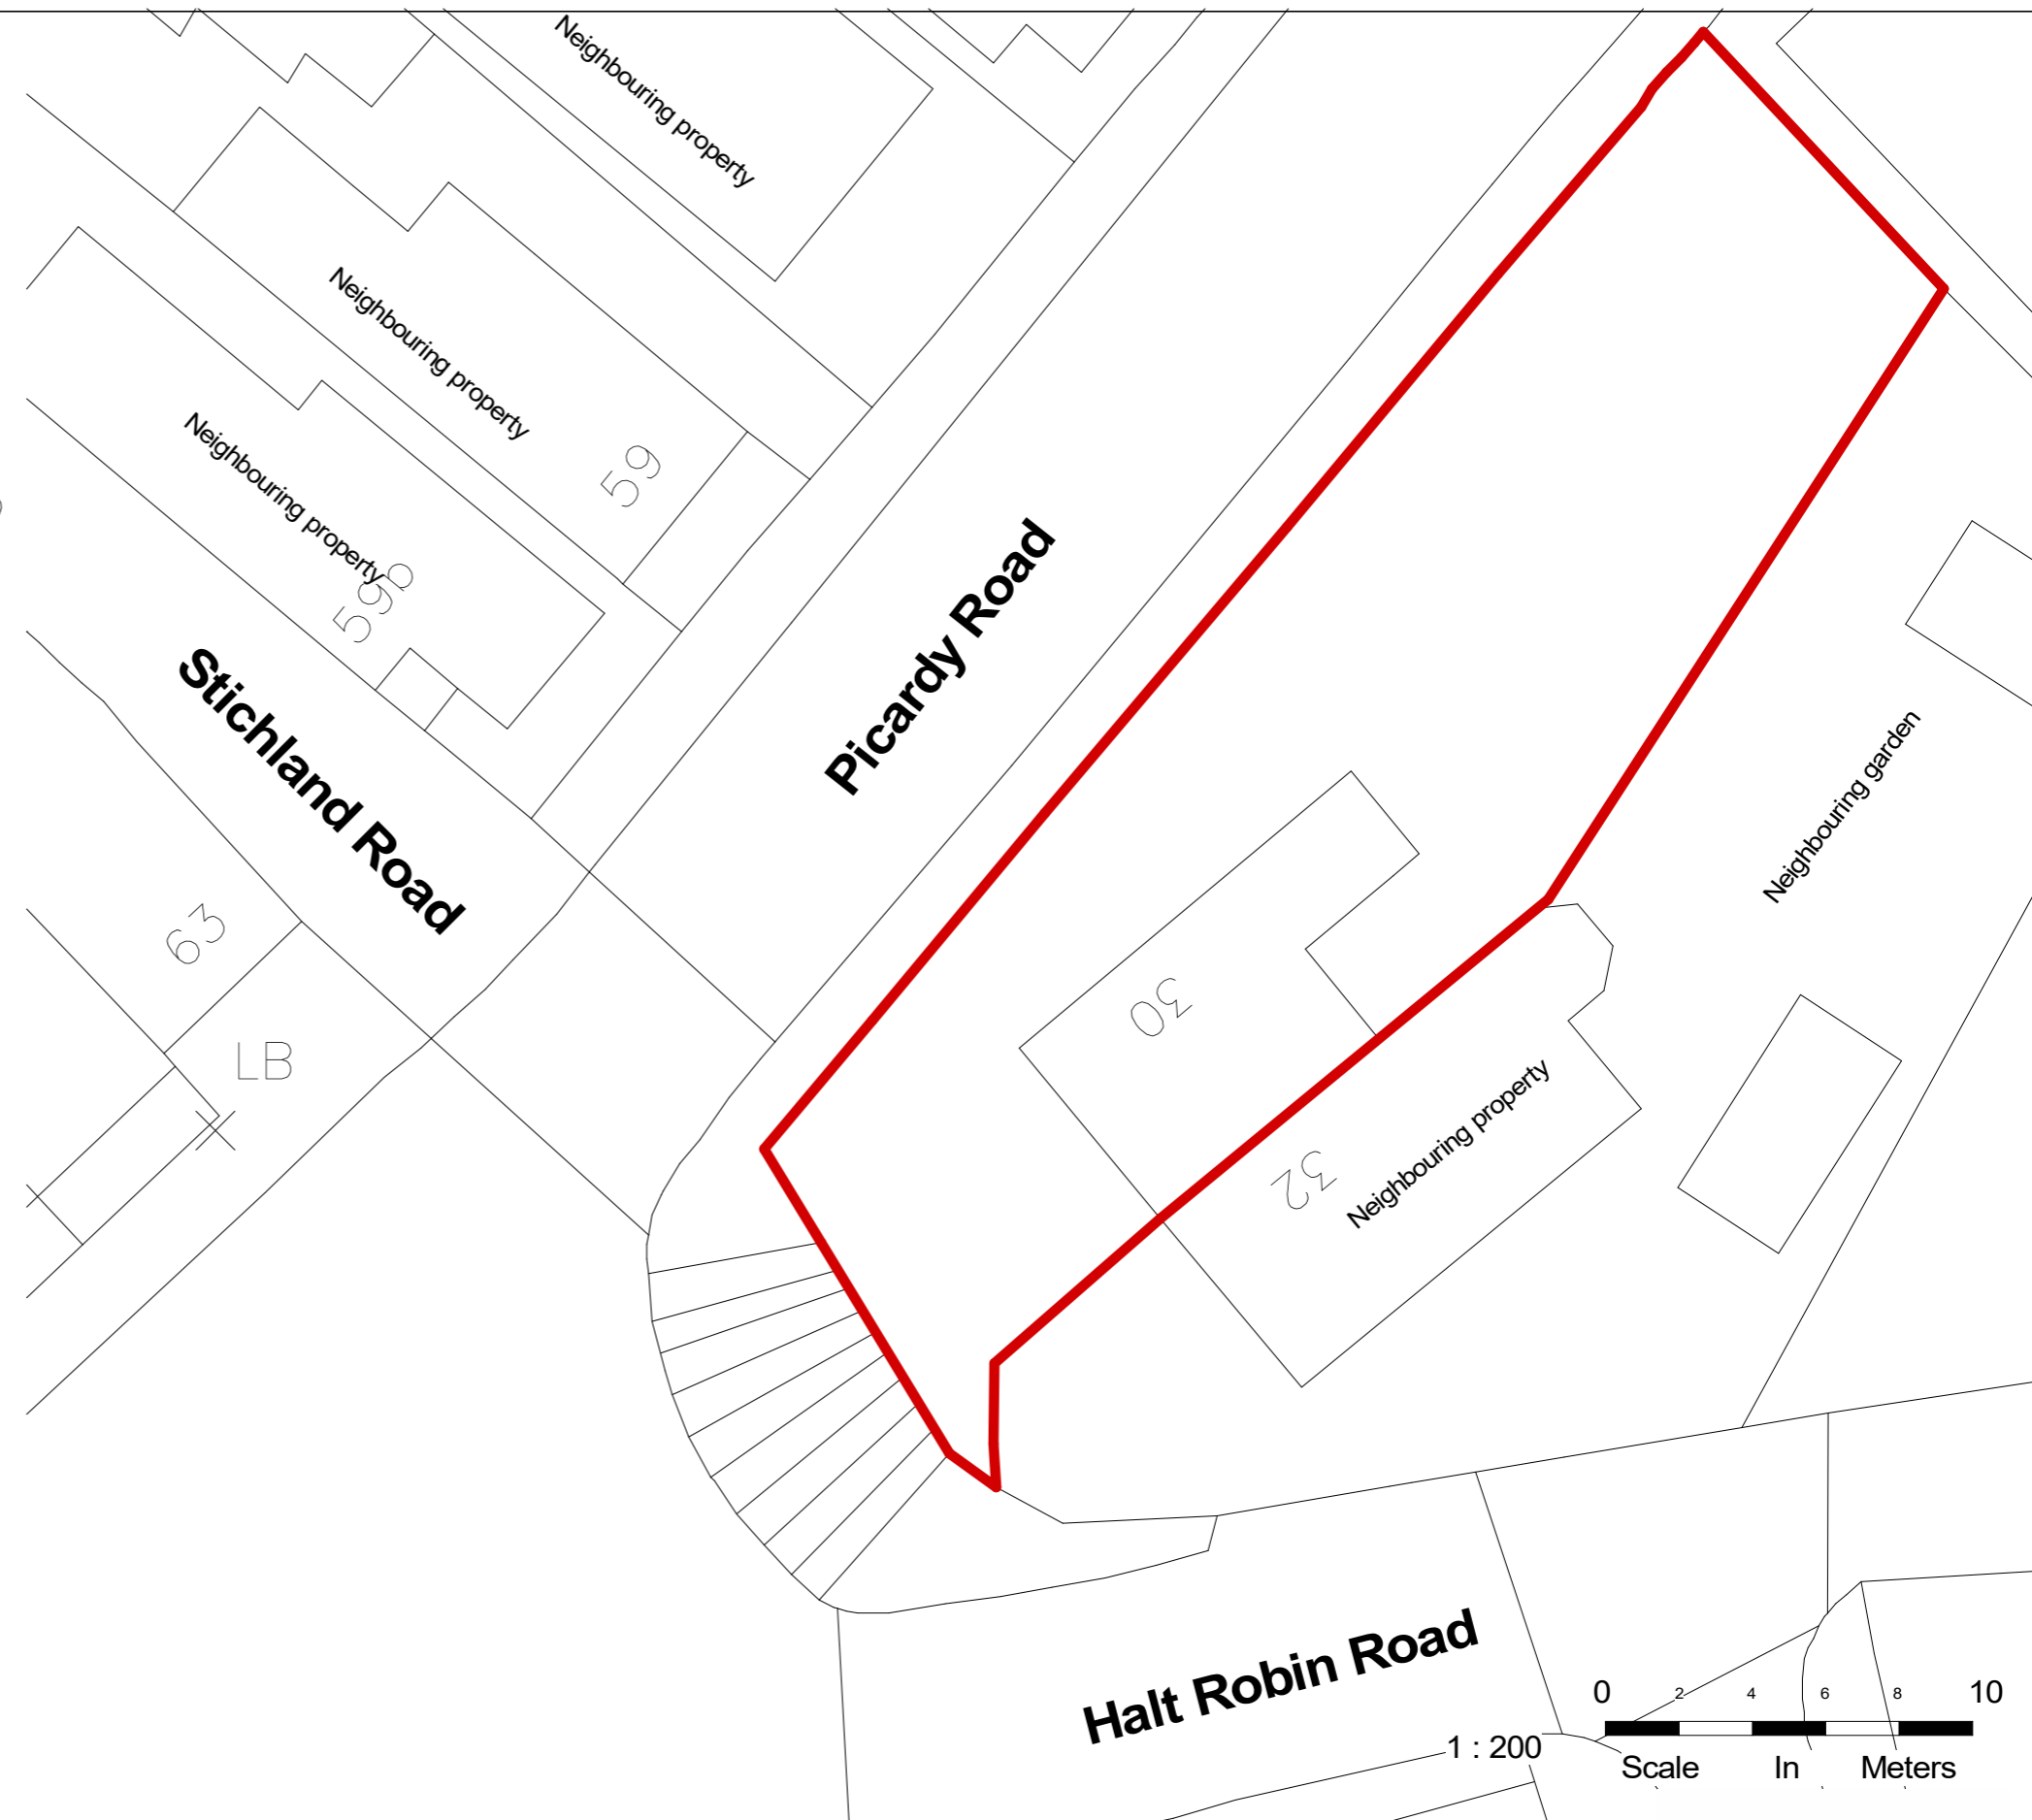 Neighbouring property
Neighbouring property
59
Neighbouring property
59a
Picardy Road
Stichland Road
Neighbouring garden
63
LB
30
Neighbouring property
32
Halt Robin Road
0 2 4 6 8 10
1 : 200
Scale In Meters